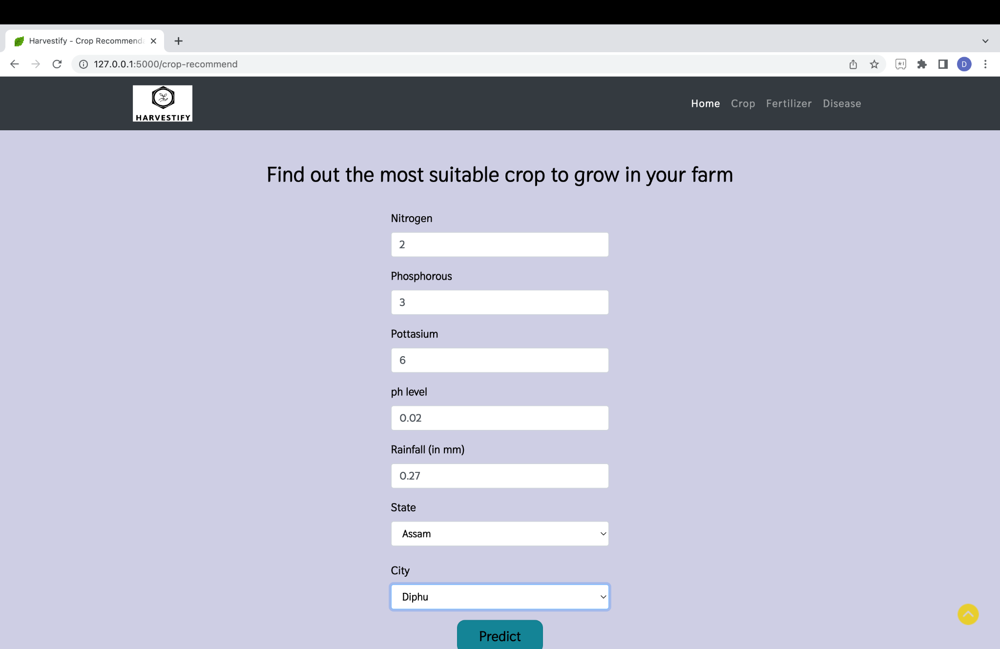 Harvestify - Crop Recommenda
127.0.0.1:5000/crop-recommend
D
HARVESTIFY
Home Crop Fertilizer Disease
Find out the most suitable crop to grow in your farm
Nitrogen
2
Phosphorous
3
Pottasium
6
ph level
0.02
Rainfall (in mm)
0.27
State
Assam
City
Diphu
Predict